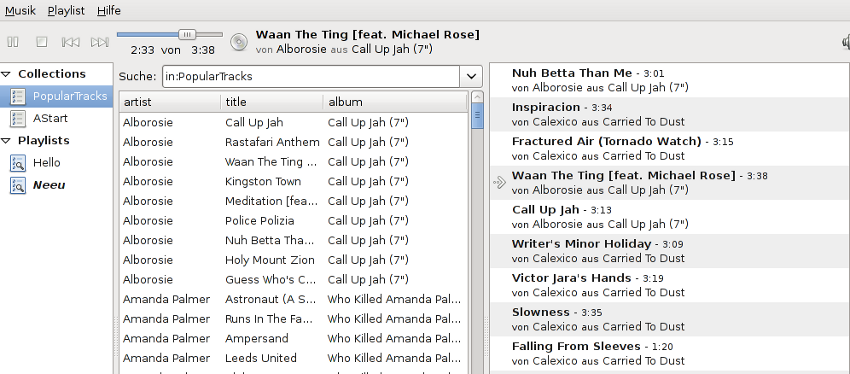 Musik Playlist Hilfe
Waan The Ting [feat. Michael Rose]
2:33 von 3:38
von Alborosie aus Call Up Jah (7")
Collections
PopularTracks
AStart
Playlists
Hello
Neeu
Suche: in:PopularTracks
artist title album
Alborosie Call Up Jah Call Up Jah (7")
Alborosie Rastafari Anthem Call Up Jah (7")
Alborosie Waan The Ting ... Call Up Jah (7")
Alborosie Kingston Town Call Up Jah (7")
Alborosie Meditation [fea... Call Up Jah (7")
Alborosie Police Polizia Call Up Jah (7")
Alborosie Nuh Betta Tha... Call Up Jah (7")
Alborosie Holy Mount Zion Call Up Jah (7")
Alborosie Guess Who's C... Call Up Jah (7")
Amanda Palmer Astronaut (A S... Who Killed Amanda Pal...
Amanda Palmer Runs In The Fa... Who Killed Amanda Pal...
Amanda Palmer Ampersand Who Killed Amanda Pal...
Amanda Palmer Leeds United Who Killed Amanda Pal...
Nuh Betta Than Me - 3:01
von Alborosie aus Call Up Jah (7")
Inspiracion - 3:34
von Calexico aus Carried To Dust
Fractured Air (Tornado Watch) - 3:15
von Calexico aus Carried To Dust
Waan The Ting [feat. Michael Rose] - 3:38
von Alborosie aus Call Up Jah (7")
Call Up Jah - 3:13
von Alborosie aus Call Up Jah (7")
Writer's Minor Holiday - 3:09
von Calexico aus Carried To Dust
Victor Jara's Hands - 3:19
von Calexico aus Carried To Dust
Slowness - 3:35
von Calexico aus Carried To Dust
Falling From Sleeves - 1:20
von Calexico aus Carried To Dust